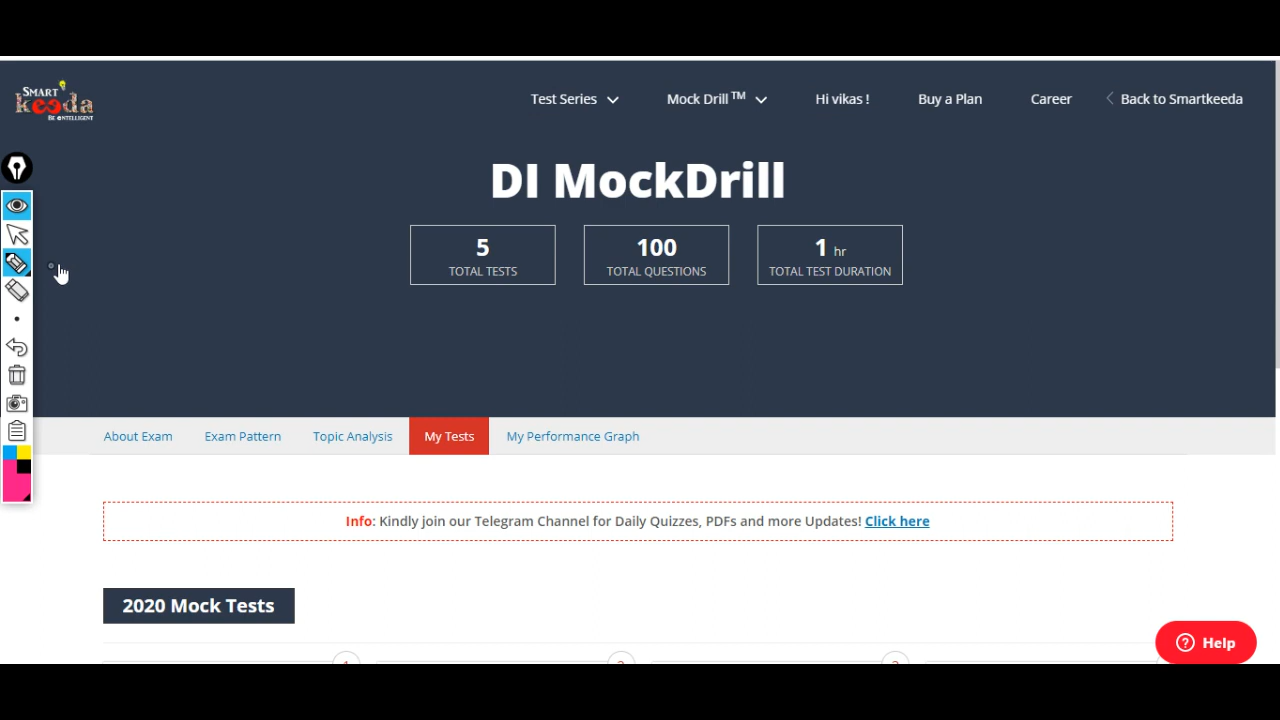 SMART
keeda
BE eNTELLIGENT
Test Series
Mock Drill TM
Hi vikas !
Buy a Plan
Career
Back to Smartkeeda
DI MockDrill
5
TOTAL TESTS
100
TOTAL QUESTIONS
1 hr
TOTAL TEST DURATION
About Exam
Exam Pattern
Topic Analysis
My Tests
My Performance Graph
Info: Kindly join our Telegram Channel for Daily Quizzes, PDFs and more Updates! Click here
2020 Mock Tests
Help